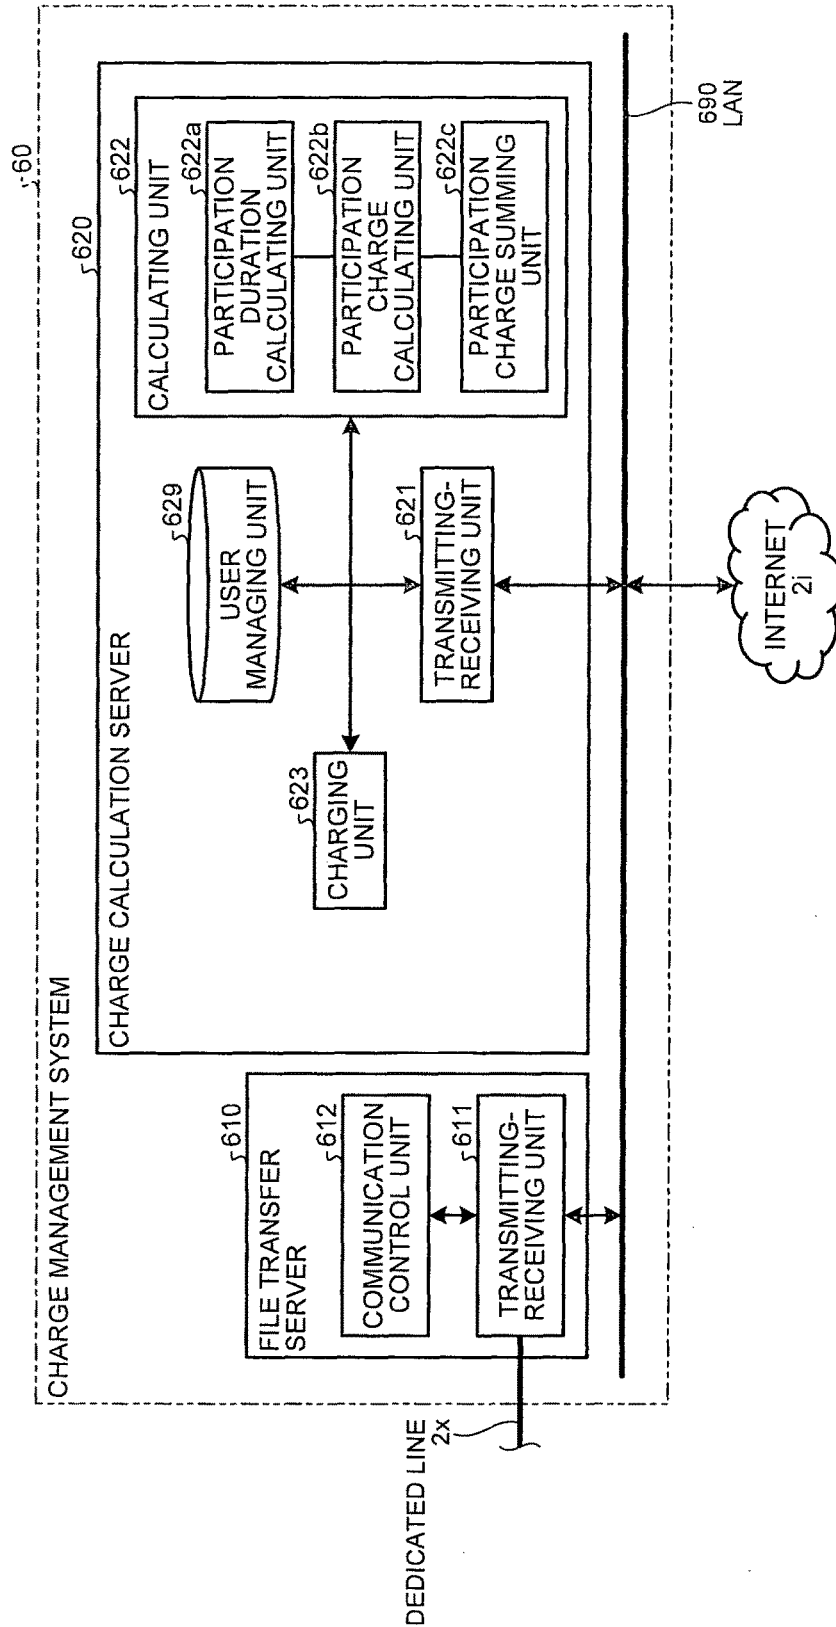 60
CHARGE MANAGEMENT SYSTEM
620
CHARGE CALCULATION SERVER
622
CALCULATING UNIT
622a
PARTICIPATION
DURATION
CALCULATING UNIT
622b
PARTICIPATION
CHARGE
CALCULATING UNIT
622c
PARTICIPATION
CHARGE SUMMING
UNIT
629
USER
MANAGING UNIT
621
TRANSMITTING-
RECEIVING UNIT
623
CHARGING
UNIT
610
FILE TRANSFER
SERVER
612
COMMUNICATION
CONTROL UNIT
611
TRANSMITTING-
RECEIVING UNIT
DEDICATED LINE
2x
690
LAN
INTERNET
2i